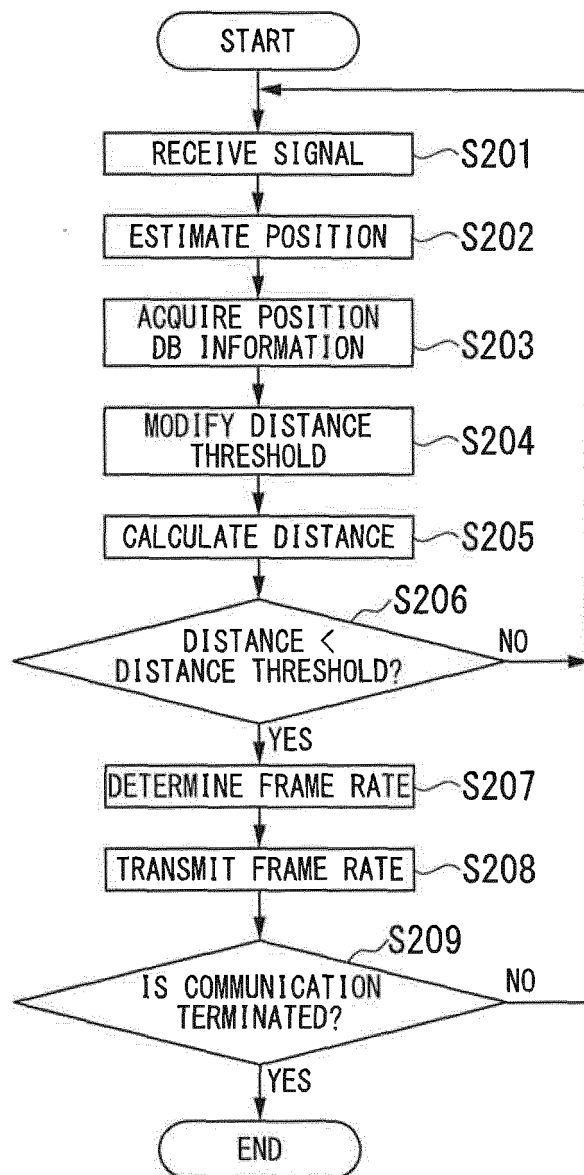 START
RECEIVE SIGNAL
S201
ESTIMATE POSITION
S202
ACQUIRE POSITION
DB INFORMATION
S203
MODIFY DISTANCE
THRESHOLD
S204
CALCULATE DISTANCE
S205
S206
DISTANCE <
DISTANCE THRESHOLD?
NO
YES
DETERMINE FRAME RATE
S207
TRANSMIT FRAME RATE
S208
S209
IS COMMUNICATION
TERMINATED?
NO
YES
END